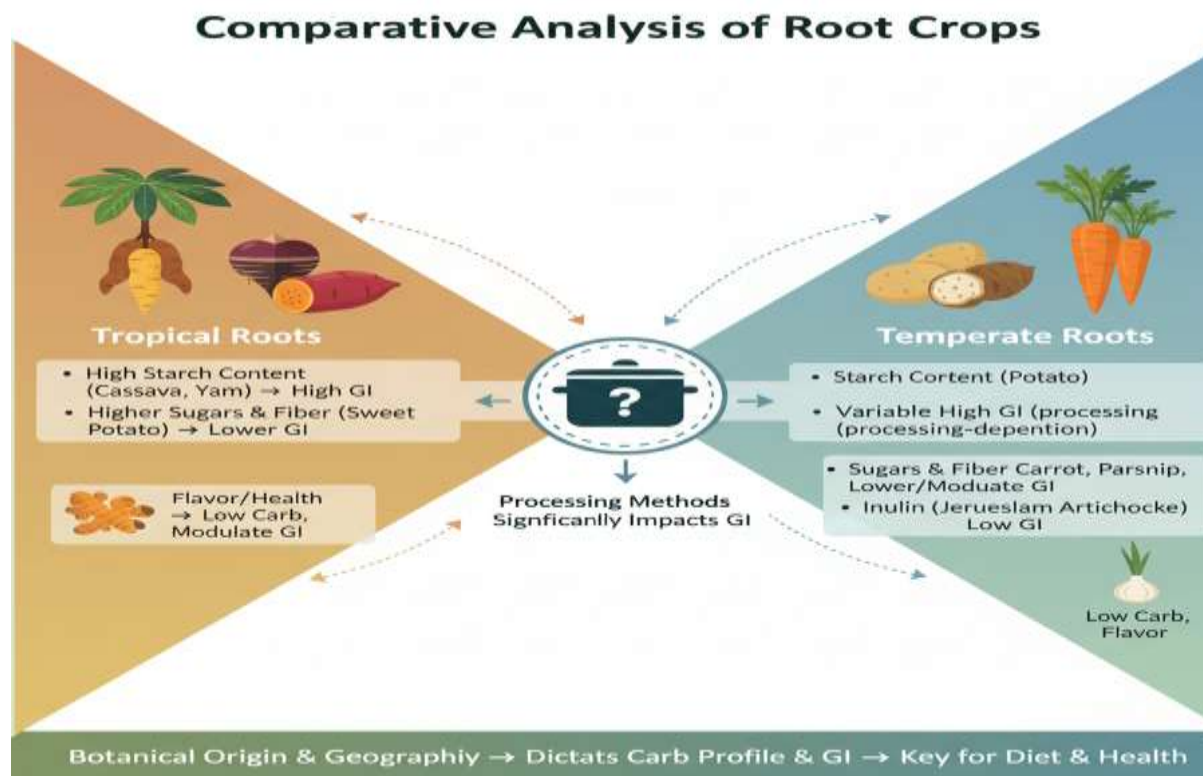 Comparative Analysis of Root Crops
Tropical Roots
• High Starch Content
(Cassava, Yam) → High GI
• Higher Sugars & Fiber (Sweet
Potato) → Lower GI
Flavor/Health
→ Low Carb,
Modulate GI
?
Processing Methods
Signficanlly Impacts GI
Temperate Roots
• Starch Cortent (Potato)
• Variable High GI (processing
(processing-depention)
• Sugars & Fiber Carrot, Parsnip,
Lower/Moduate GI
• Inulin (Jerueslam Artichocke)
Low GI
Low Carb,
Flavor
Botanical Origin & Geographiy → Dictats Carb Profile & GI → Key for Diet & Health